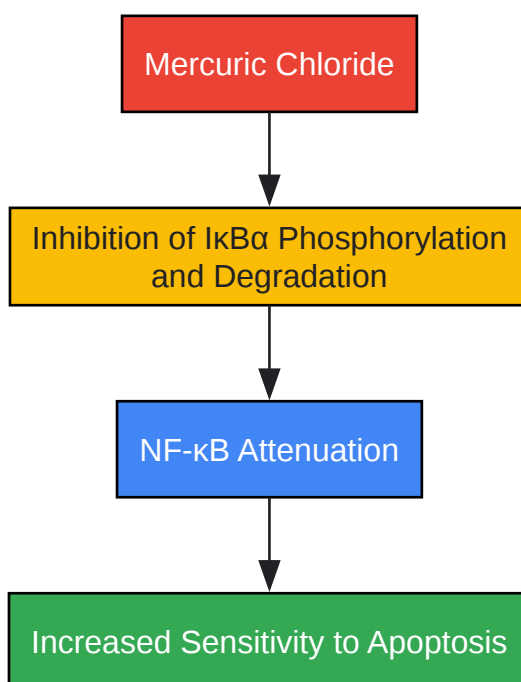 Mercuric Chloride
Inhibition of IκBα Phosphorylation
and Degradation
NF-κB Attenuation
Increased Sensitivity to Apoptosis